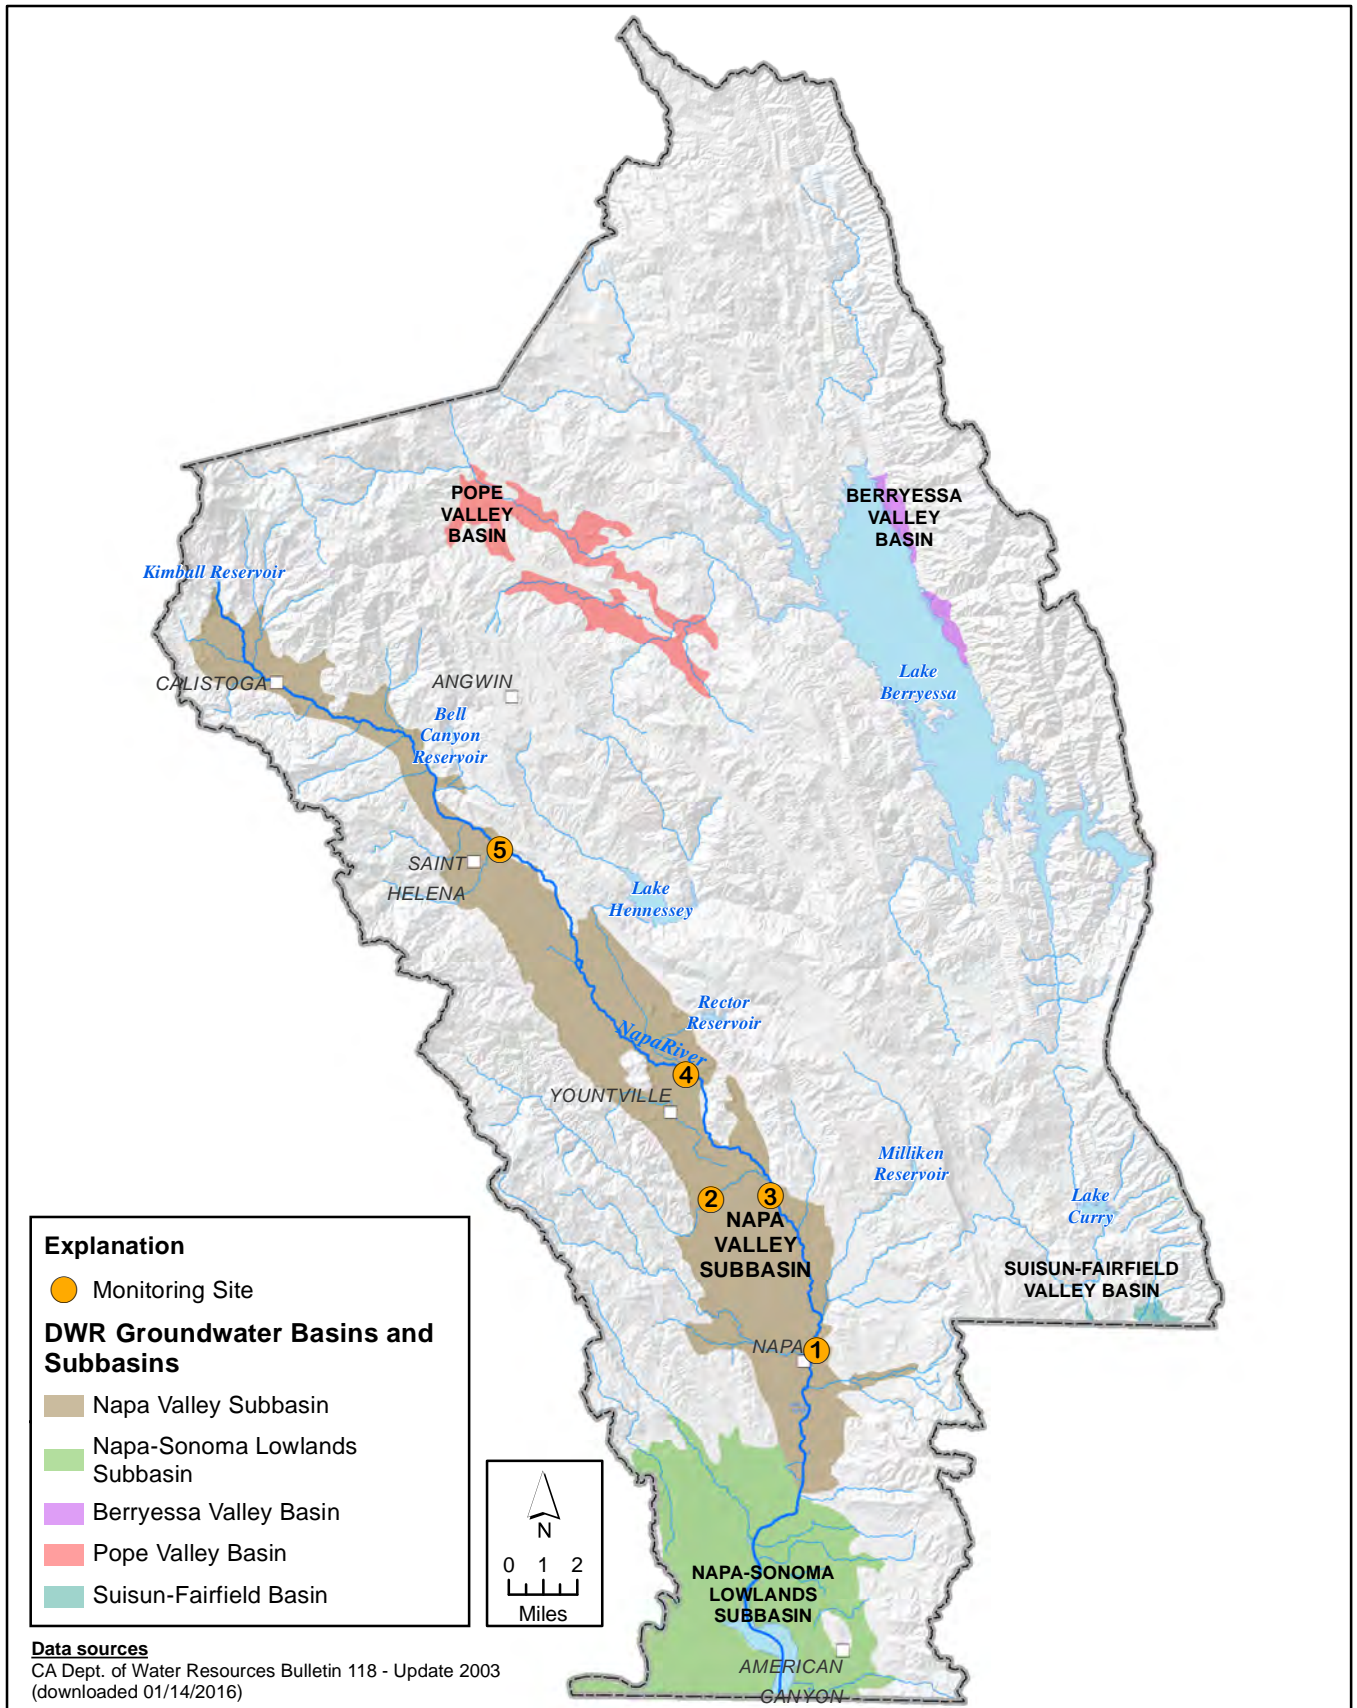 POPE
VALLEY
BASIN
BERRYESSA
VALLEY
BASIN
Kimball Reservoir
CALISTOGA
ANGWIN
Bell
Canyon
Reservoir
Lake
Berryessa
5
SAINT
HELENA
Lake
Hennessey
Rector
Reservoir
NapaRiver
4
YOUNTVILLE
Milliken
Reservoir
2
3
Lake
Curry
NAPA
VALLEY
SUBBASIN
SUISUN-FAIRFIELD
VALLEY BASIN
NAPA
1
NAPA-SONOMA
LOWLANDS
SUBBASIN
AMERICAN
CANYON
Explanation
Monitoring Site
DWR Groundwater Basins and
Subbasins
Napa Valley Subbasin
Napa-Sonoma Lowlands
Subbasin
Berryessa Valley Basin
Pope Valley Basin
Suisun-Fairfield Basin
N
0 1 2
Miles
Data sources
CA Dept. of Water Resources Bulletin 118 - Update 2003
(downloaded 01/14/2016)